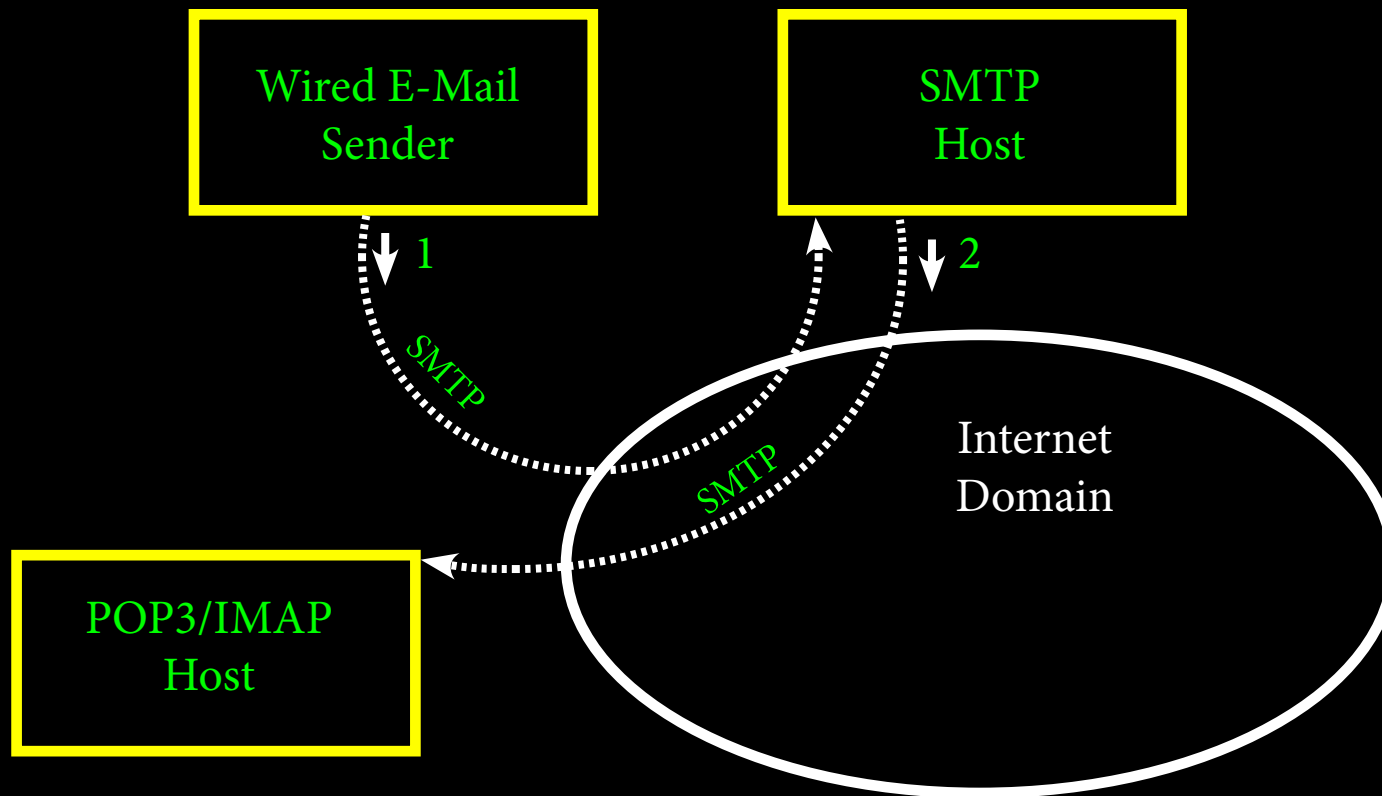 Wired E-Mail
Sender
SMTP
Host
1
2
SMTP
SMTP
Internet
Domain
POP3/IMAP
Host